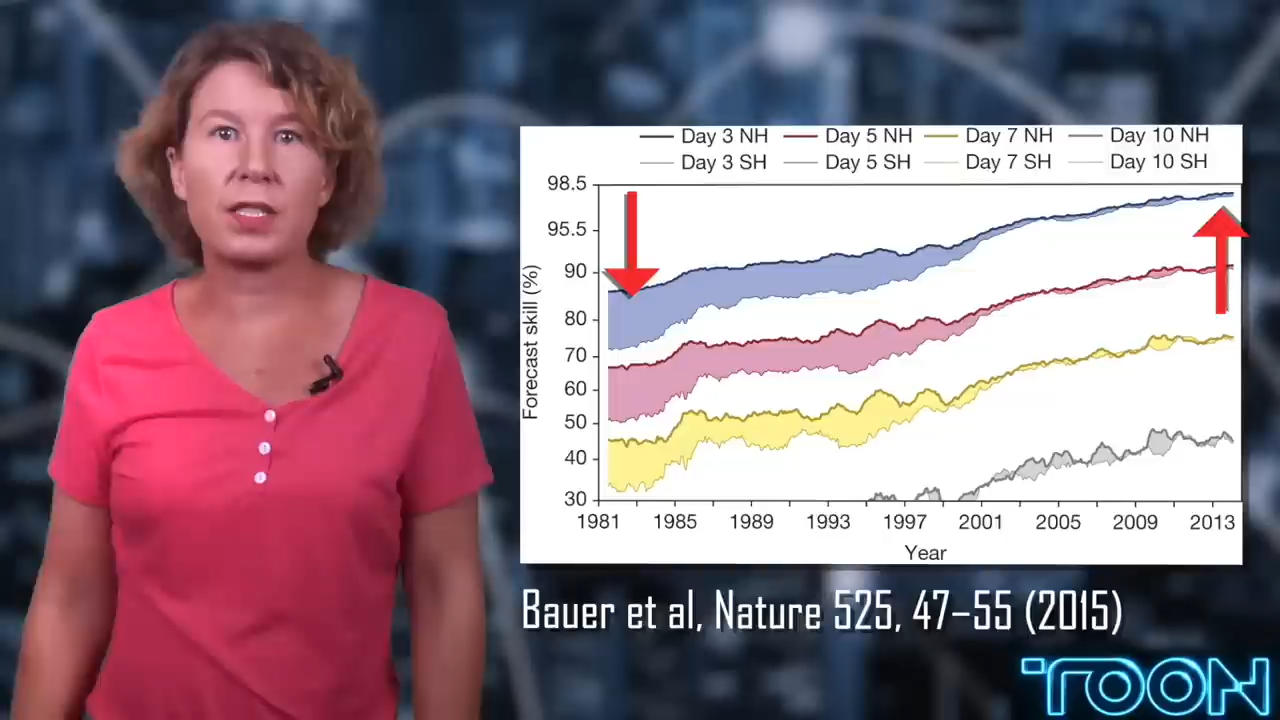 Day 3 NH Day 5 NH Day 7 NH Day 10 NH
Day 3 SH Day 5 SH Day 7 SH Day 10 SH
98.5
95.5
90
80
70
60
50
40
30
Forecast skill (%)
1981 1985 1989 1993 1997 2001 2005 2009 2013
Year
Bauer et al, Nature 525, 47–55 (2015)
TOON